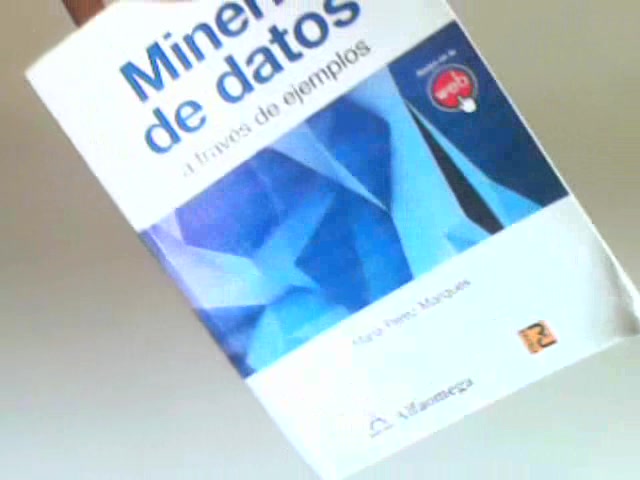 de datos
a través de ejemplos
web
María Pérez Marqués
Alfaomega